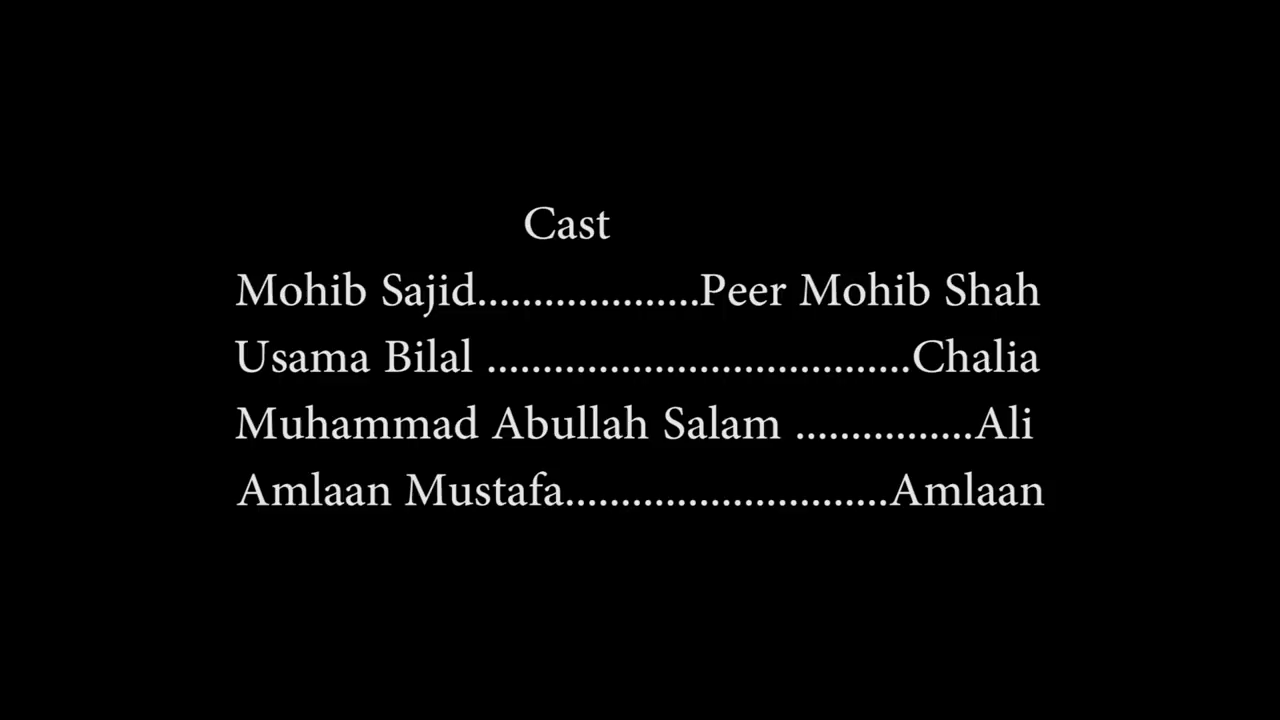 Cast
Mohib Sajid....................Peer Mohib Shah
Usama Bilal ......................................Chalia
Muhammad Abullah Salam ................Ali
Amlaan Mustafa.............................Amlaan